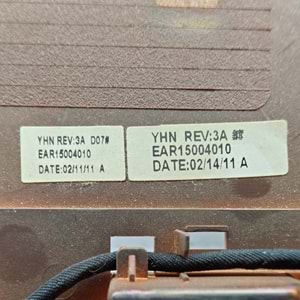 YHN REV:3A D07#
EAR15004010
DATE:02/11/11 A
YHN REV:3A
EAR15004010
DATE:02/14/11 A